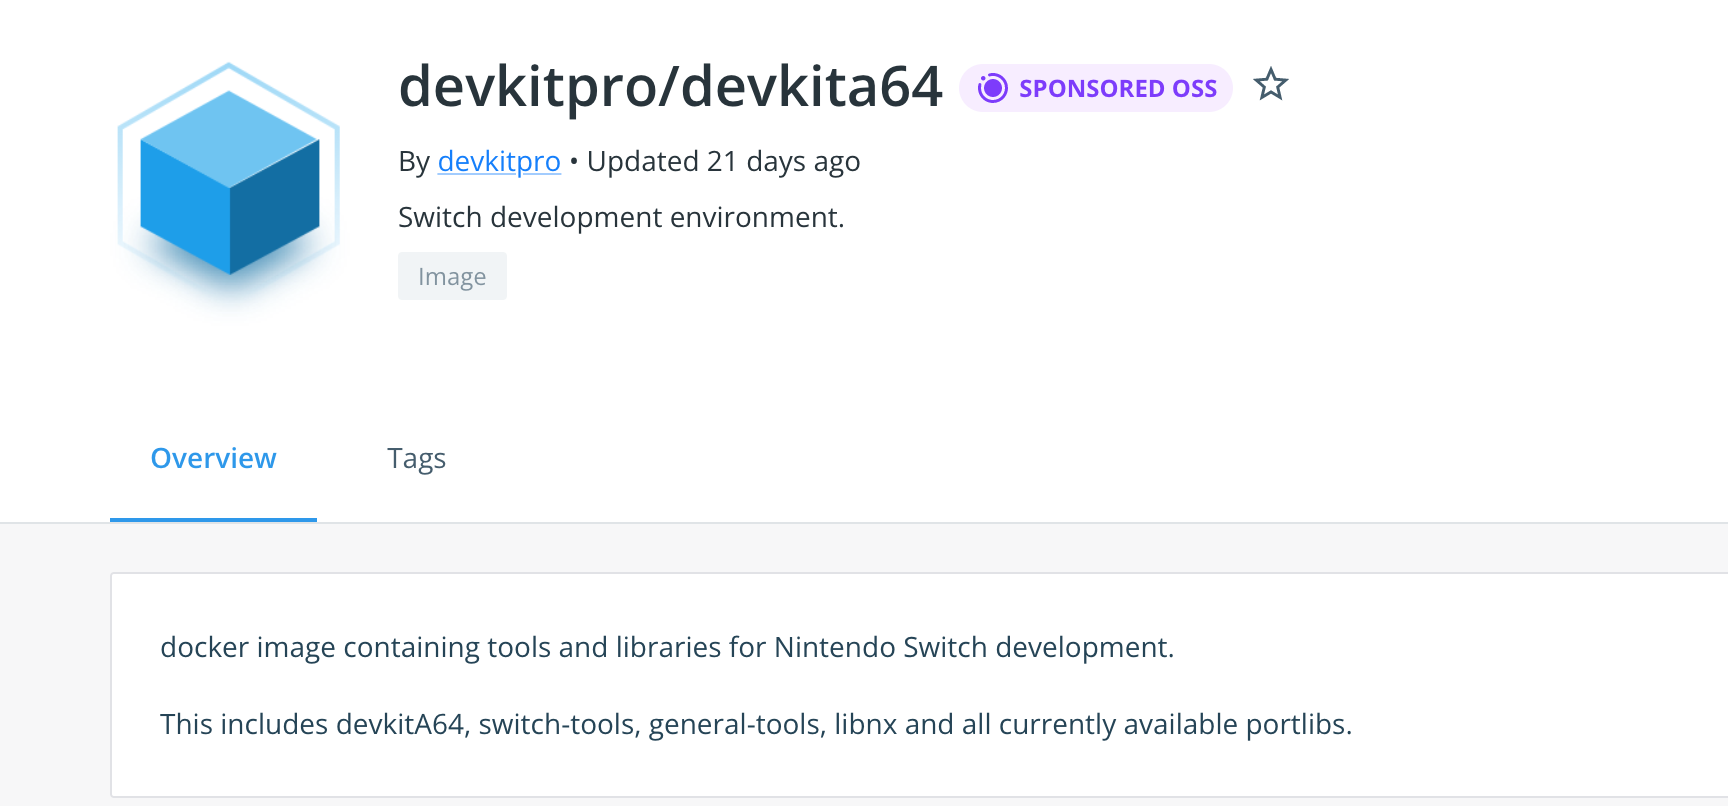 devkitpro/devkita64 SPONSORED OSS
By devkitpro • Updated 21 days ago
Switch development environment.
Image
Overview Tags
docker image containing tools and libraries for Nintendo Switch development.
This includes devkitA64, switch-tools, general-tools, libnx and all currently available portlibs.